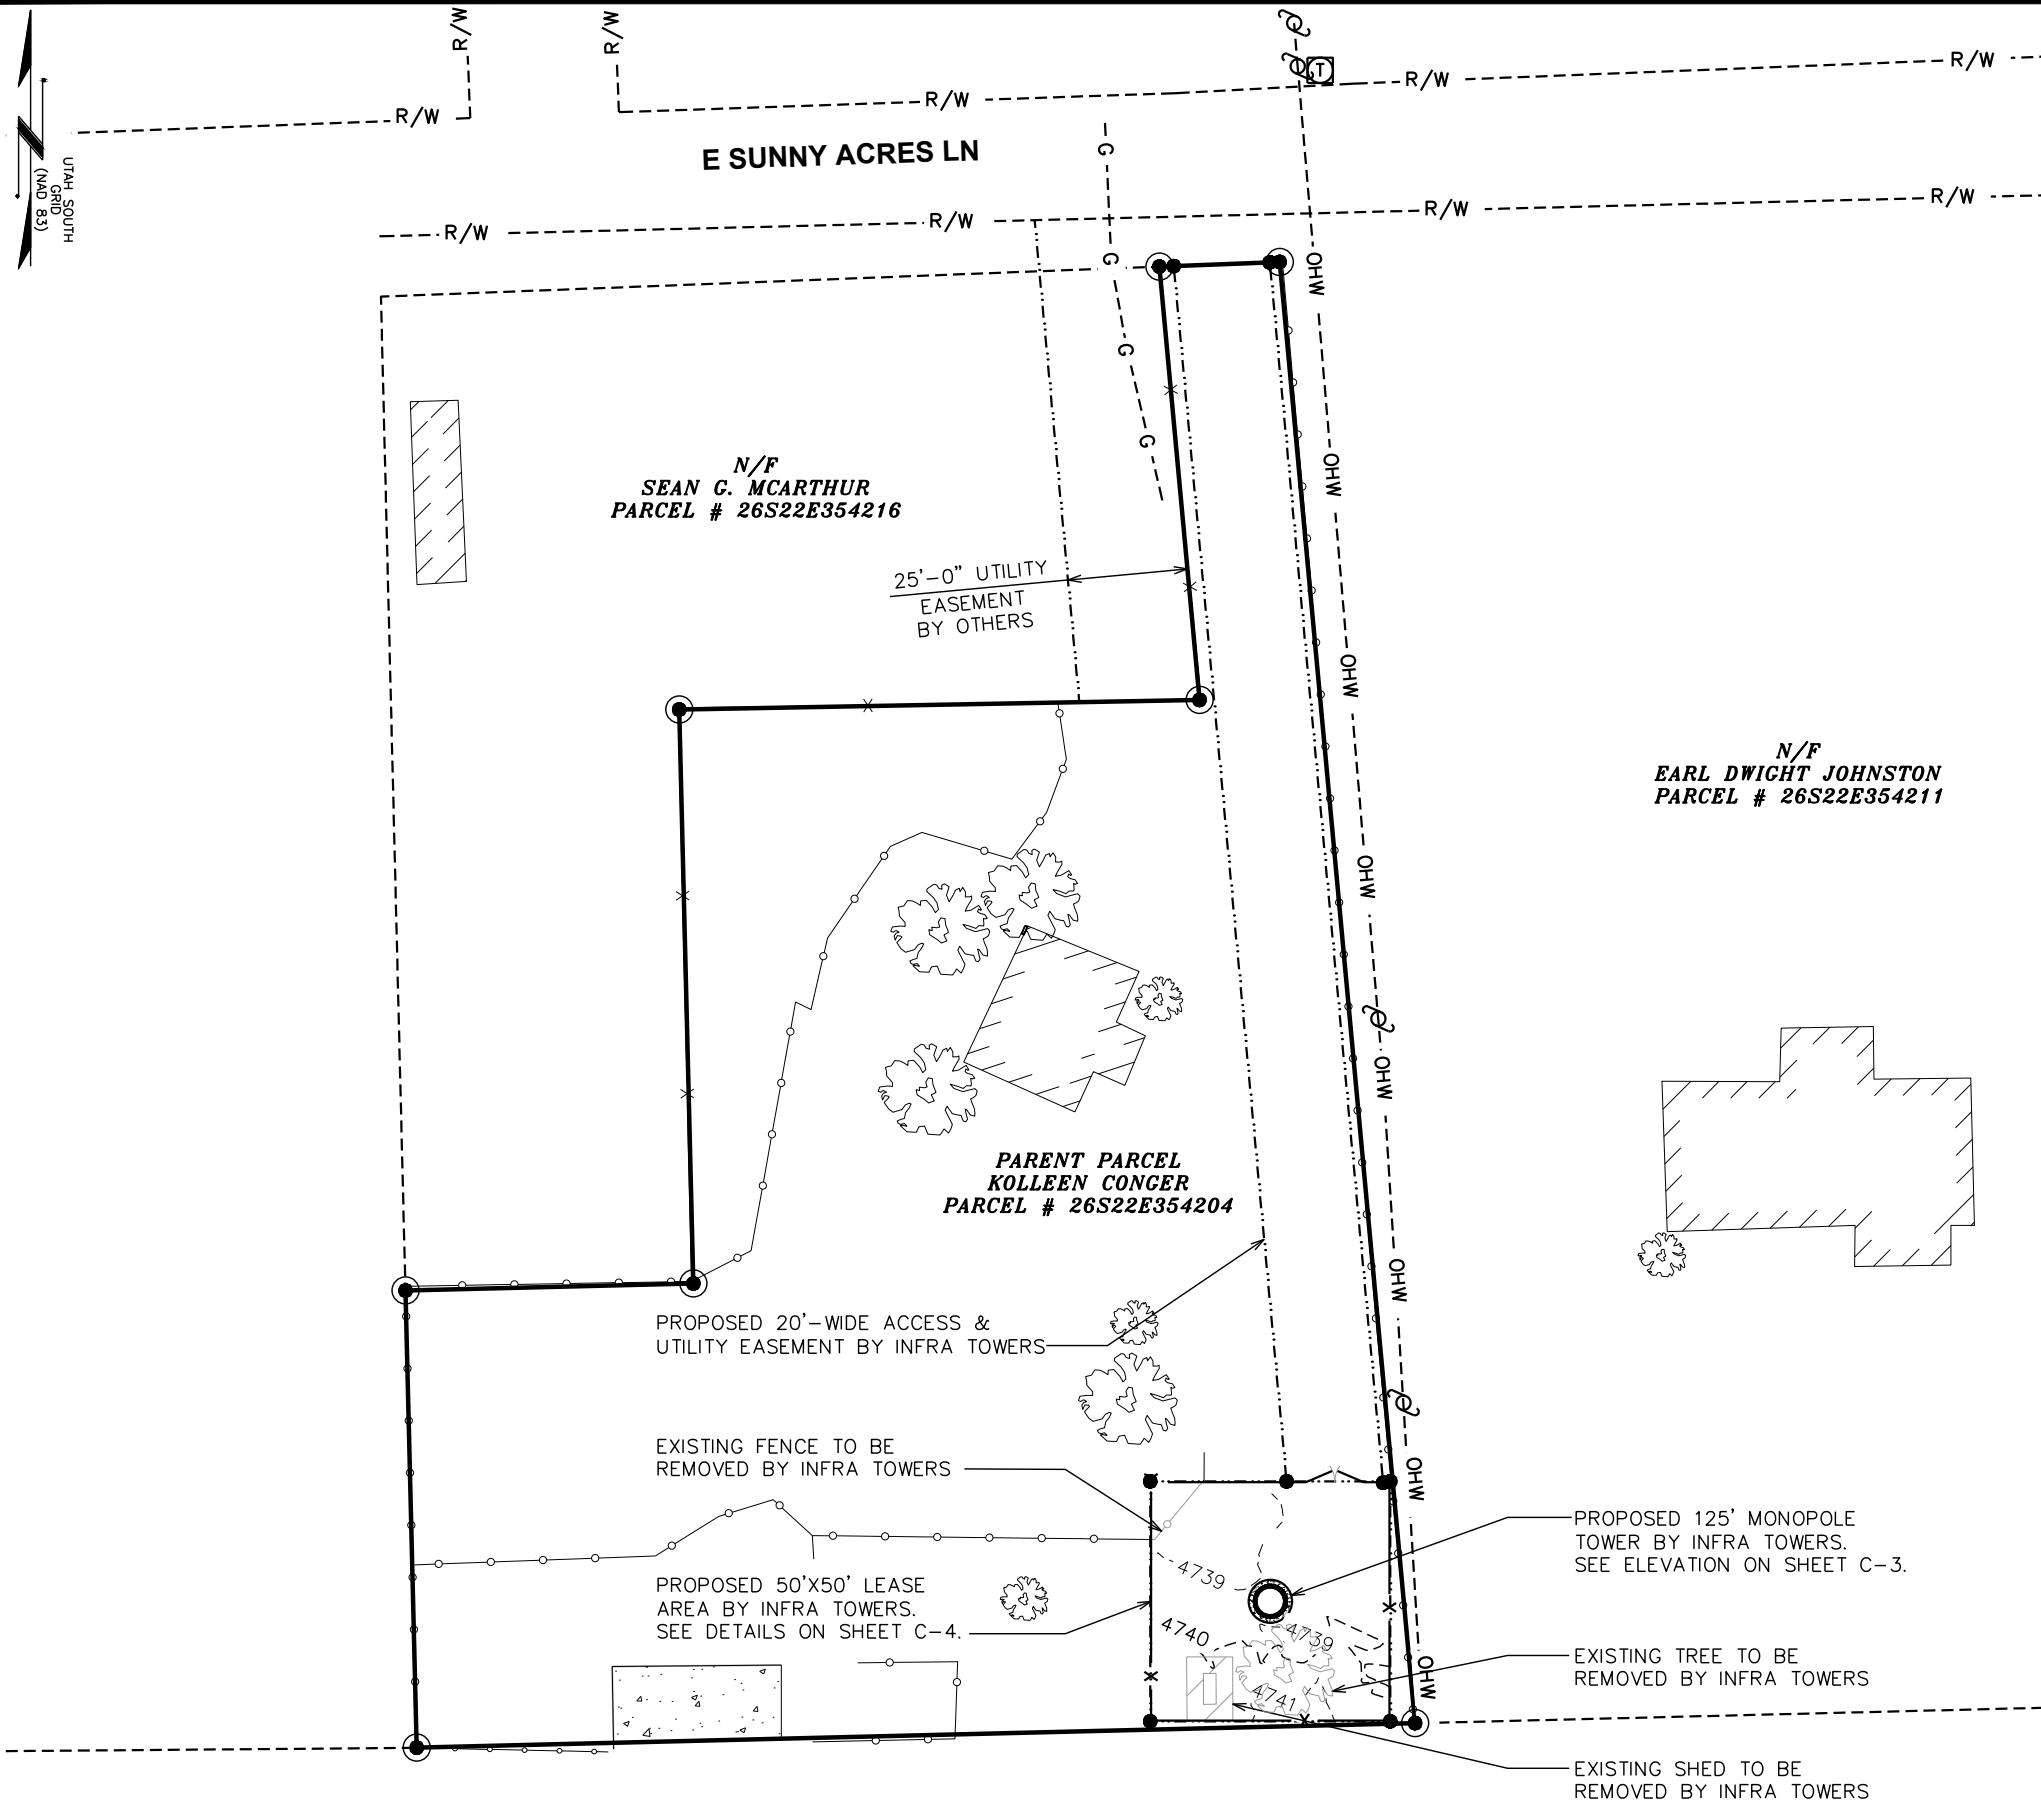 R/W
R/W
T
R/W
R/W
R/W
R/W
UTAH SOUTH
GRID
(NAD 83)
E SUNNY ACRES LN
G
R/W
R/W
R/W
R/W
G
OHW
G
G
OHW
N/F
SEAN G. MCARTHUR
PARCEL # 26S22E354216
25'-0" UTILITY
EASEMENT
BY OTHERS
OHW
N/F
EARL DWIGHT JOHNSTON
PARCEL # 26S22E354211
OHW
OHW
PARENT PARCEL
KOLLEEN CONGER
PARCEL # 26S22E354204
OHW
PROPOSED 20'-WIDE ACCESS &
UTILITY EASEMENT BY INFRA TOWERS
EXISTING FENCE TO BE
REMOVED BY INFRA TOWERS
OHW
PROPOSED 125' MONOPOLE
TOWER BY INFRA TOWERS.
SEE ELEVATION ON SHEET C-3.
4739
PROPOSED 50'X50' LEASE
AREA BY INFRA TOWERS.
SEE DETAILS ON SHEET C-4.
4740
4739
EXISTING TREE TO BE
REMOVED BY INFRA TOWERS
OHW
4741
EXISTING SHED TO BE
REMOVED BY INFRA TOWERS